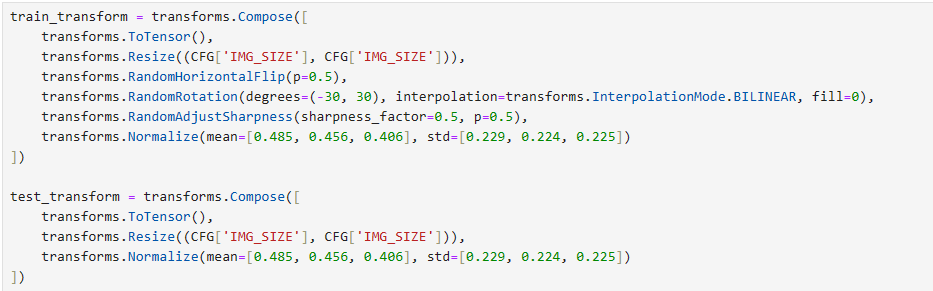 train_transform = transforms.Compose([
    transforms.ToTensor(),
    transforms.Resize((CFG['IMG_SIZE'], CFG['IMG_SIZE'])),
    transforms.RandomHorizontalFlip(p=0.5),
    transforms.RandomRotation(degrees=(-30, 30), interpolation=transforms.InterpolationMode.BILINEAR, fill=0),
    transforms.RandomAdjustSharpness(sharpness_factor=0.5, p=0.5),
    transforms.Normalize(mean=[0.485, 0.456, 0.406], std=[0.229, 0.224, 0.225])
])

test_transform = transforms.Compose([
    transforms.ToTensor(),
    transforms.Resize((CFG['IMG_SIZE'], CFG['IMG_SIZE'])),
    transforms.Normalize(mean=[0.485, 0.456, 0.406], std=[0.229, 0.224, 0.225])
])